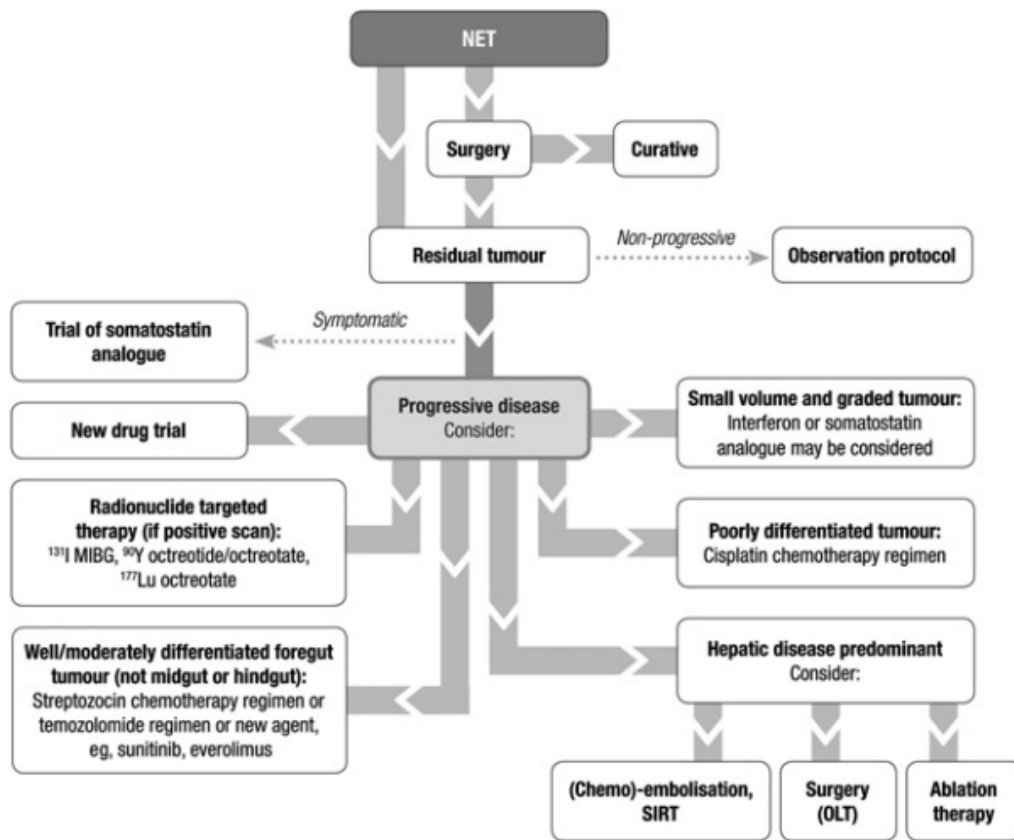 NET
Surgery
Curative
Residual tumour
Non-progressive
Observation protocol
Trial of somatostatin
analogue
Symptomatic
Progressive disease
Consider:
New drug trial
Small volume and graded tumour:
Interferon or somatostatin
analogue may be considered
Radionuclide targeted
therapy (if positive scan):
¹³¹I MIBG, ⁹⁰Y octreotide/octreotate,
¹⁷⁷Lu octreotate
Poorly differentiated tumour:
Cisplatin chemotherapy regimen
Well/moderately differentiated foregut
tumour (not midgut or hindgut):
Streptozocin chemotherapy regimen or
temozolomide regimen or new agent,
eg, sunitinib, everolimus
Hepatic disease predominant
Consider:
(Chemo)-embolisation,
SIRT
Surgery
(OLT)
Ablation
therapy